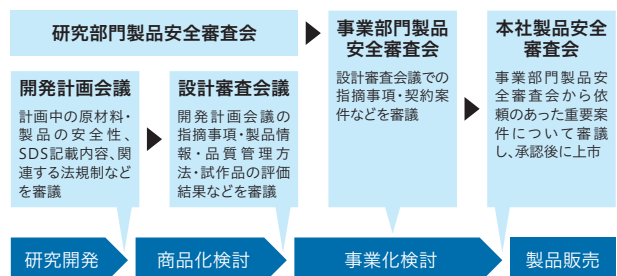 研究部門製品安全審査会
開発計画会議
計画中の原材料・
製品の安全性、
SDS記載内容、関
連する法規制など
を審議
設計審査会議
開発計画会議の
指摘事項・製品情
報・品質管理方
法・試作品の評価
結果などを審議
事業部門製品
安全審査会
設計審査会議での
指摘事項・契約案
件などを審議
本社製品安全
審査会
事業部門製品安
全審査会から依
頼のあった重要案
件について審議
し、承認後に上市
研究開発
商品化検討
事業化検討
製品販売